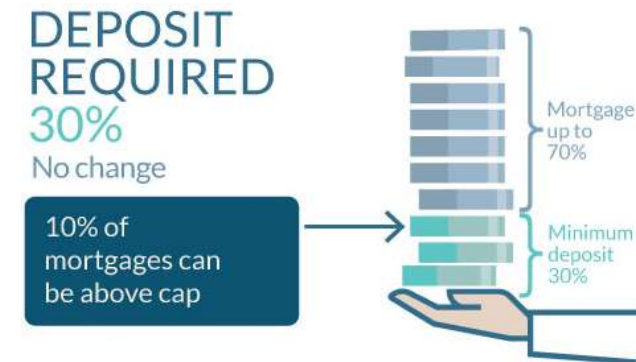 DEPOSIT
REQUIRED
30%
No change
10% of
mortgages can
be above cap
Mortgage
up to
70%
Minimum
deposit
30%